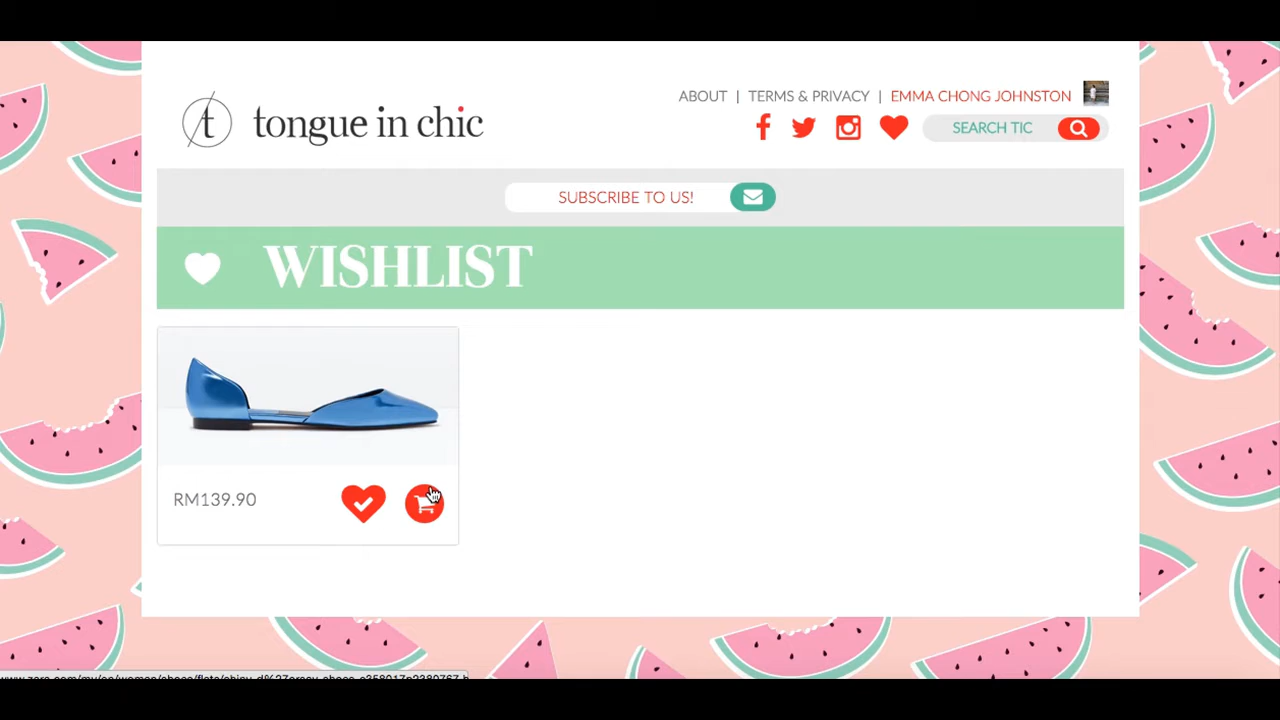 ABOUT | TERMS & PRIVACY | EMMA CHONG JOHNSTON
t tongue in chic
SEARCH TIC
SUBSCRIBE TO US!
WISHLIST
RM139.90